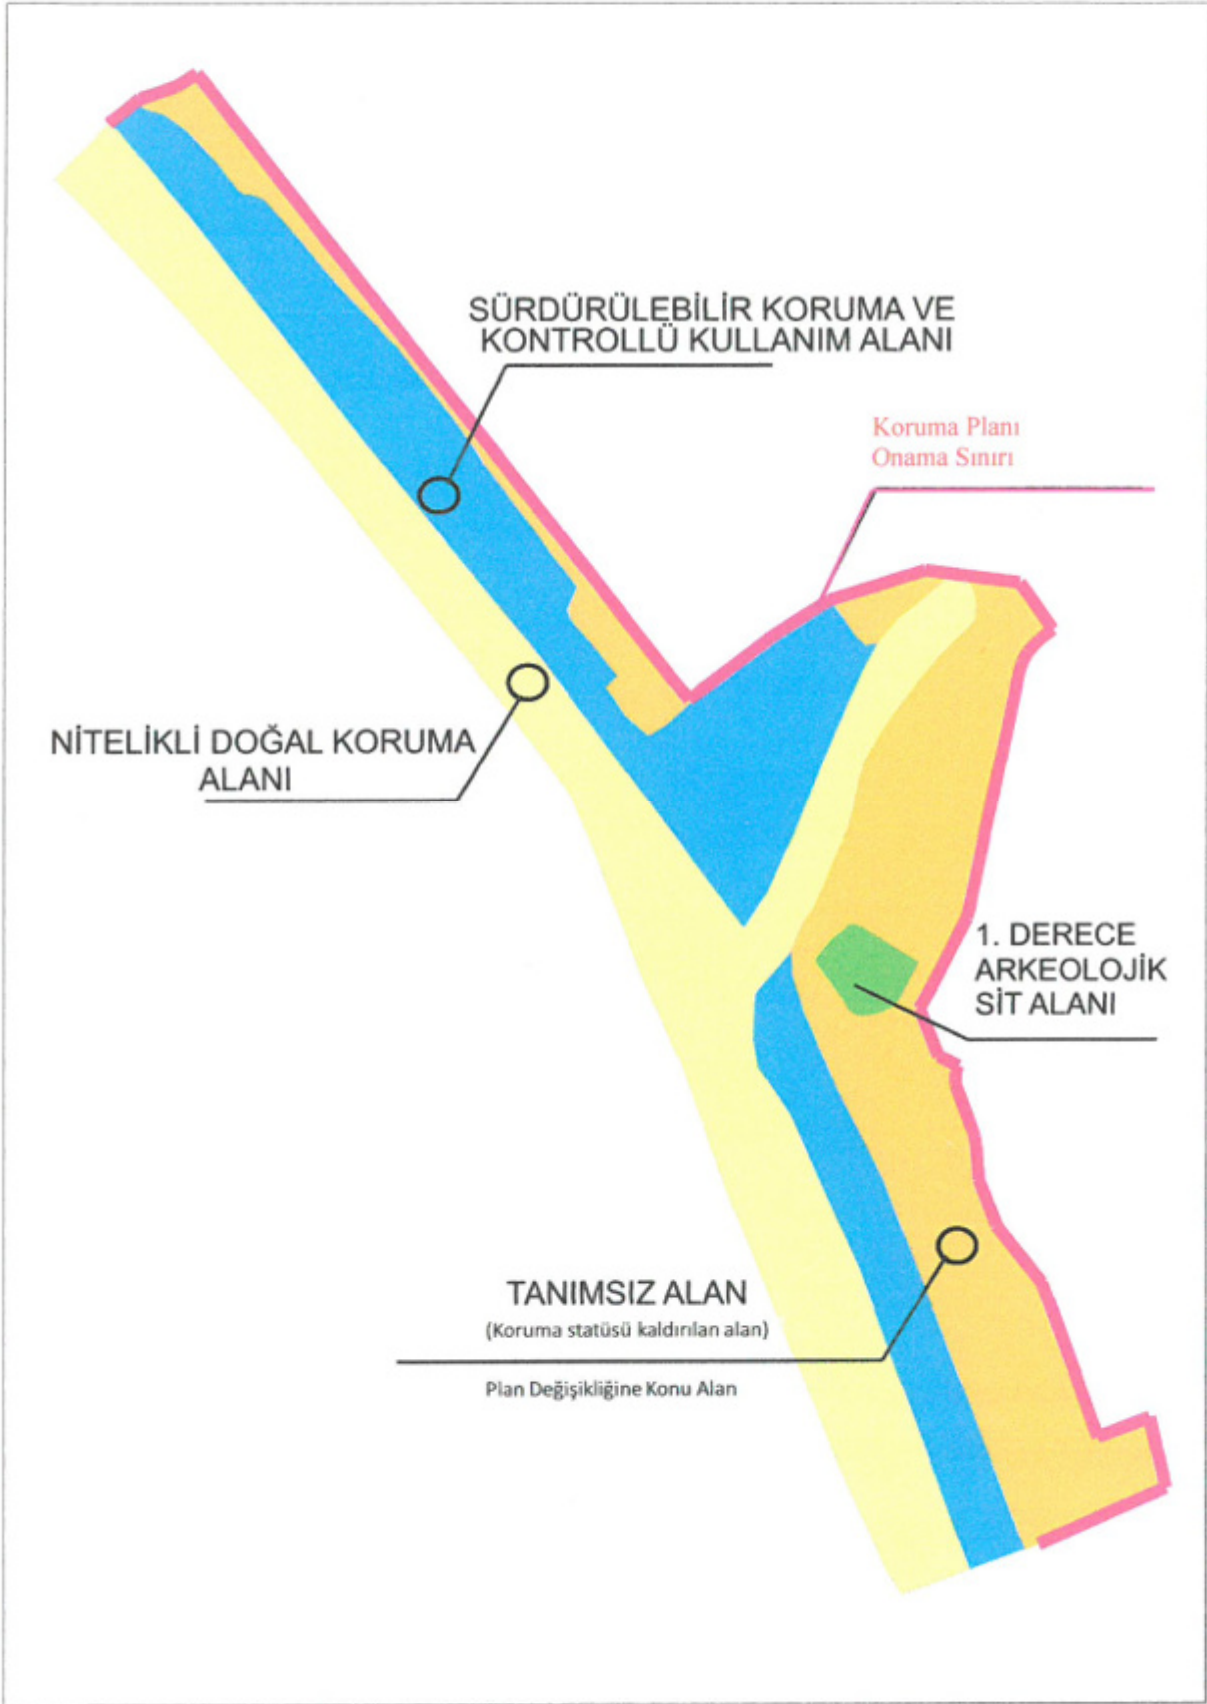 SÜRDÜRÜLEBİLİR KORUMA VE
KONTROLLÜ KULLANIM ALANI
Koruma Planı
Onama Sınırı
NİTELİKLİ DOĞAL KORUMA
ALANI
1. DERECE
ARKEOLOJİK
SİT ALANI
TANIMSIZ ALAN
(Koruma statüsü kaldırılan alan)
Plan Değişikliğine Konu Alan